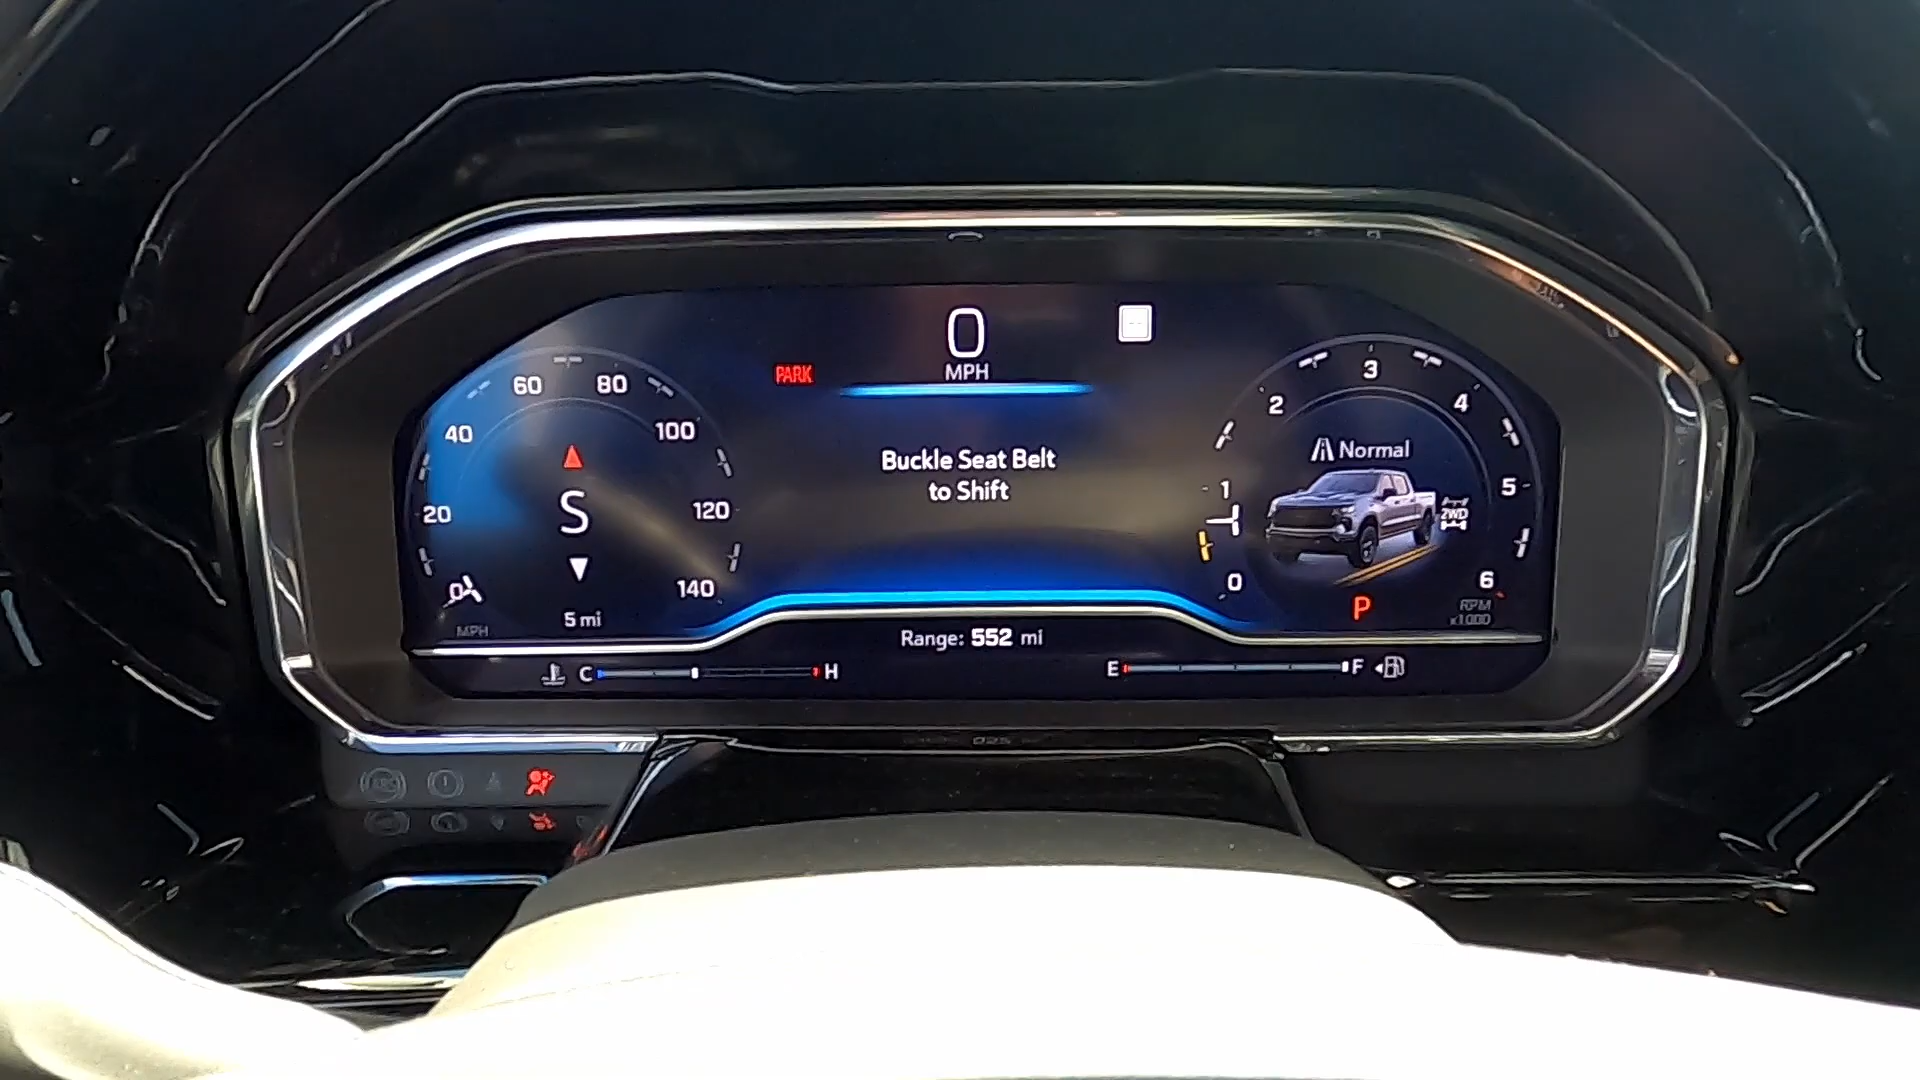 0
MPH
PARK
0 20 40 60 80 100 120 140
MPH
S
5 mi
Buckle Seat Belt
to Shift
0 1 2 3 4 5 6
RPM
x1000
Normal
2WD
P
Range: 552 mi
C H
E F